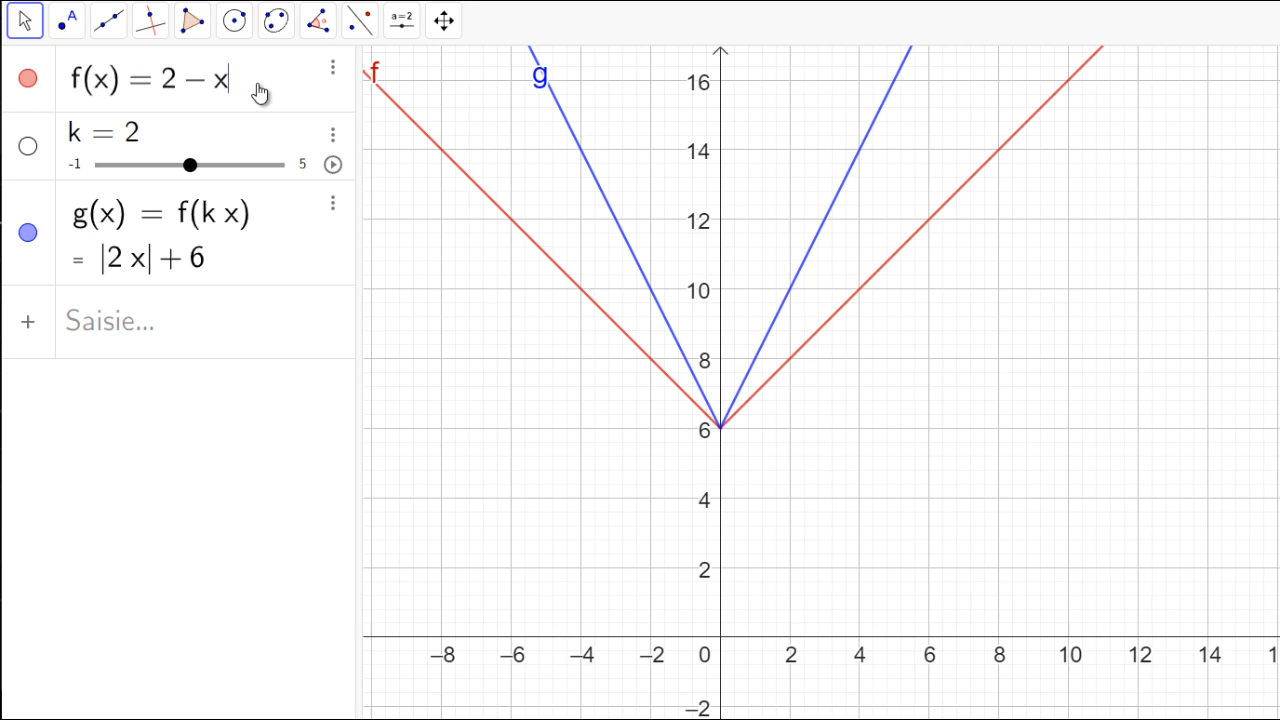 A
a=2
f(x) = 2 − x
k = 2
-1
5
g(x) = f(k x)
= |2 x| + 6
+ Saisie...
f
g
16
14
12
10
8
6
4
2
–8 –6 –4 –2 0 2 4 6 8 10 12 14 1
–2